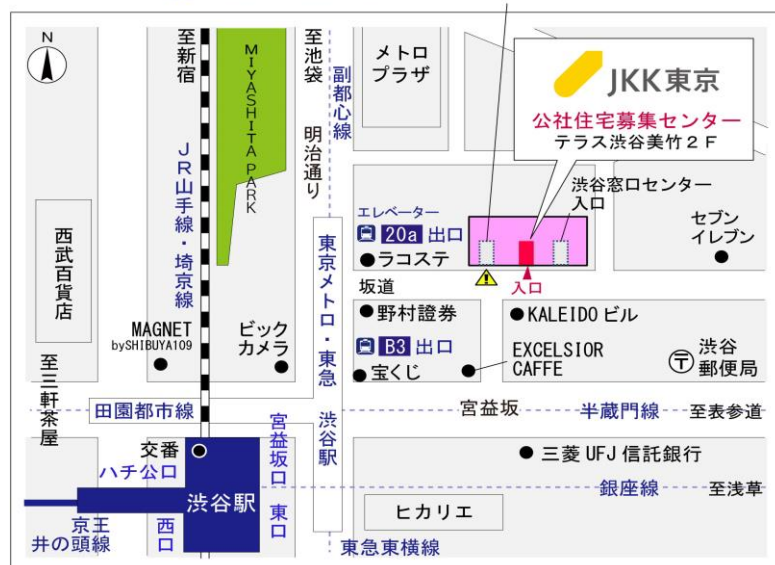 N
至新宿
MIYASHITA PARK
至池袋
副都心線
明治通り
メトロ
プラザ
JKK東京
公社住宅募集センター
テラス渋谷美竹2F
JR山手線・埼京線
渋谷窓口センター
入口
エレベーター
20a 出口
ラコステ
セブン
イレブン
西武百貨店
東京メトロ・東急
渋谷駅
坂道
入口
野村證券
KALEIDO ビル
MAGNET
bySHIBUYA109
ビック
カメラ
B3 出口
宝くじ
EXCELSIOR
CAFFE
〒
渋谷
郵便局
至三軒茶屋
田園都市線
宮益坂
半蔵門線
至表参道
交番
ハチ公口
宮益坂口
三菱 UFJ 信託銀行
渋谷駅
銀座線
至浅草
京王
井の頭線
西口
東口
ヒカリエ
東急東横線